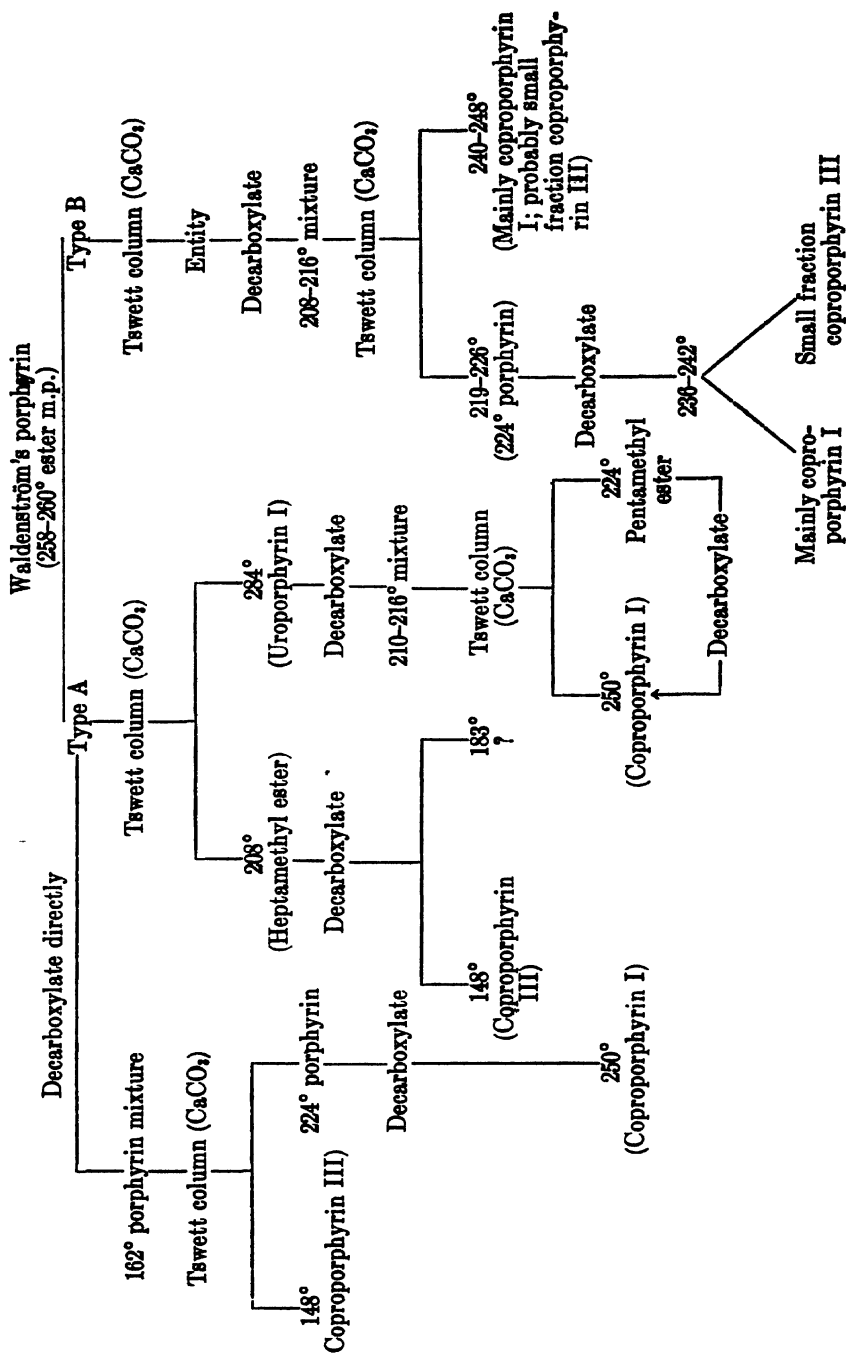 Waldenström's porphyrin
(258–260° ester m.p.)
Decarboxylate directly
Type A
Type B
162° porphyrin mixture
Tswett column (CaCO₃)
148°
Coproporphyrin III)
224° porphyrin
Decarboxylate
250°
(Coproporphyrin I)
Tswett column (CaCO₃)
208°
(Heptamethyl ester)
Decarboxylate
148°
(Coproporphyrin
III)
183°
?
284°
(Uroporphyrin I)
Decarboxylate
210–216° mixture
Tswett column
(CaCO₃)
250°
(Coproporphyrin I)
224°
Pentamethyl
ester
Decarboxylate
Tswett column (CaCO₃)
Entity
Decarboxylate
208–216° mixture
Tswett column (CaCO₃)
219–226°
(224° porphyrin)
Decarboxylate
236–242°
Mainly copro-
porphyrin I
Small fraction
coproporphyrin III
240–248°
(Mainly coproporphyrin
I; probably small
fraction coproporphy-
rin III)